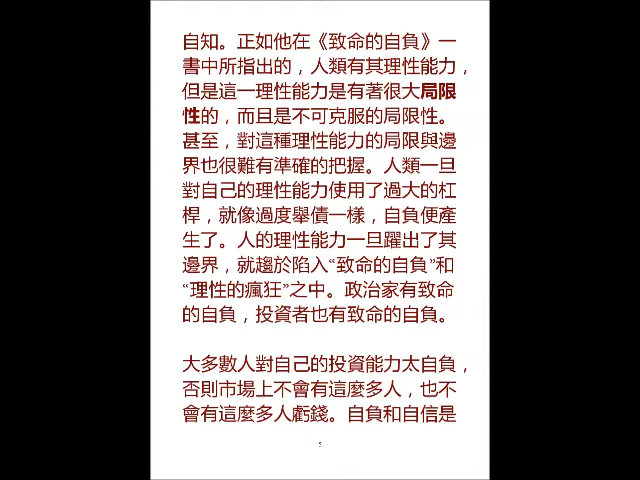 自知。正如他在《致命的自負》一
書中所指出的，人類有其理性能力，
但是這一理性能力是有著很大局限
性的，而且是不可克服的局限性。
甚至，對這種理性能力的局限與邊
界也很難有準確的把握。人類一旦
對自己的理性能力使用了過大的杠
桿，就像過度舉債一樣，自負便產
生了。人的理性能力一旦躍出了其
邊界，就趨於陷入“致命的自負”和
“理性的瘋狂”之中。政治家有致命
的自負，投資者也有致命的自負。
大多數人對自己的投資能力太自負，
否則市場上不會有這麼多人，也不
會有這麼多人虧錢。自負和自信是